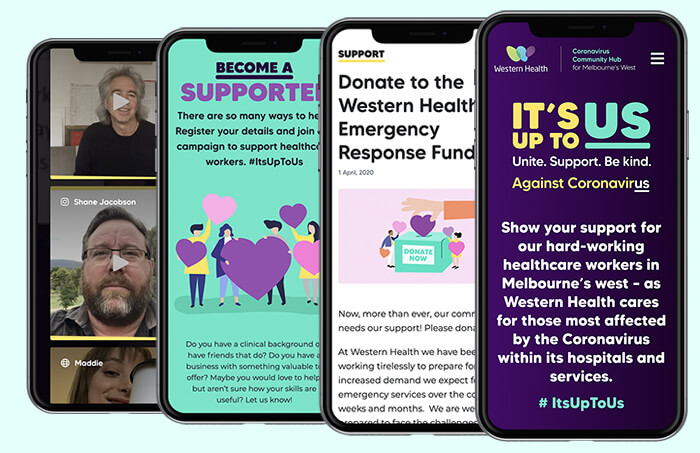 Shane Jacobson
Maddie
BECOME A
SUPPORTE
There are so many ways to he
Register your details and join
campaign to support healthc
workers. #ItsUpToUs
Do you have a clinical background o
have friends that do? Do you have a
business with something valuable t
offer? Maybe you would love to help
but aren't sure how your skills are
useful? Let us know!
SUPPORT
Donate to the
Western Health
Emergency
Response Fund
1 April, 2020
DONATE
NOW
Now, more than ever, our comm
needs our support! Please dona
At Western Health we have bee
working tirelessly to prepare for
increased demand we expect f
emergency services over the co
weeks and months. We are we
prepared to face the challenges
Western Health
Coronavirus
Community Hub
for Melbourne's West
IT'S
UP TO US
Unite. Support. Be kind.
Against Coronavirus
Show your support for
our hard-working
healthcare workers in
Melbourne's west - as
Western Health cares
for those most affected
by the Coronavirus
within its hospitals and
services.
# ItsUpToUs